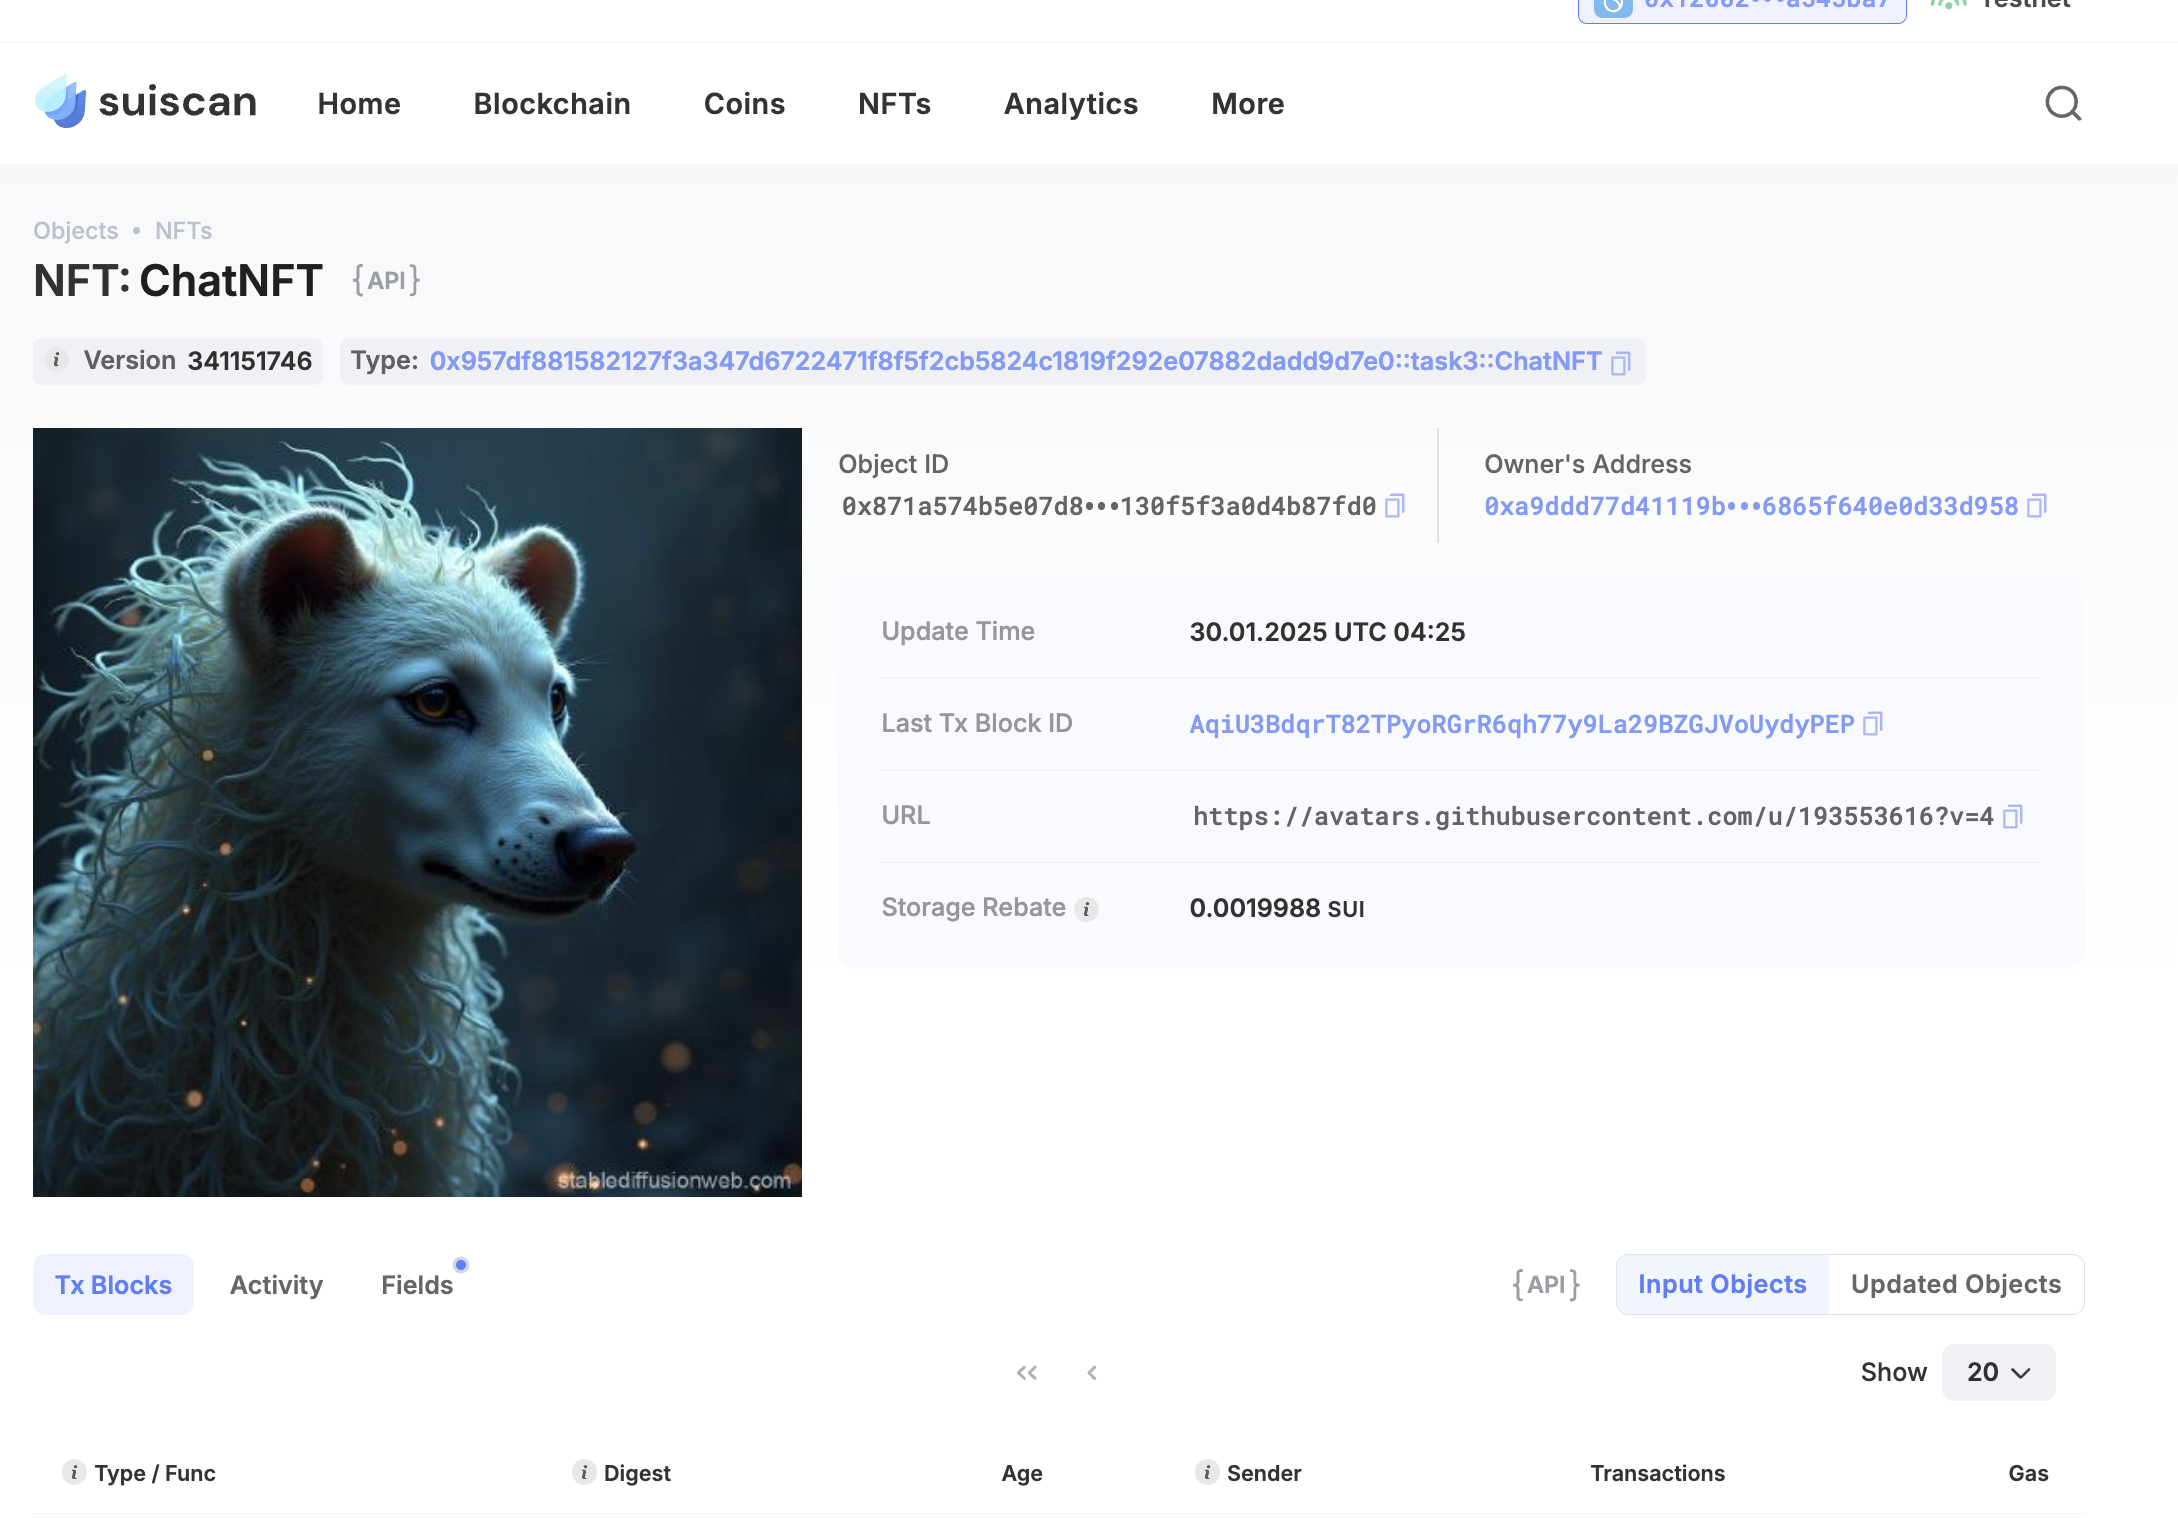 suiscan
Home
Blockchain
Coins
NFTs
Analytics
More
Objects • NFTs
NFT: ChatNFT {API}
i Version 341151746
Type: 0x957df881582127f3a347d6722471f8f5f2cb5824c1819f292e07882dadd9d7e0::task3::ChatNFT
Object ID
0x871a574b5e07d8•••130f5f3a0d4b87fd0
Owner's Address
0xa9ddd77d41119b•••6865f640e0d33d958
Update Time 30.01.2025 UTC 04:25
Last Tx Block ID AqiU3BdqrT82TPyoRGrR6qh77y9La29BZGJVoUydyPEP
URL https://avatars.githubusercontent.com/u/193553616?v=4
Storage Rebate i 0.0019988 SUI
stablediffusionweb.com
Tx Blocks
Activity
Fields
{API}
Input Objects
Updated Objects
Show 20
i Type / Func
i Digest
Age
i Sender
Transactions
Gas